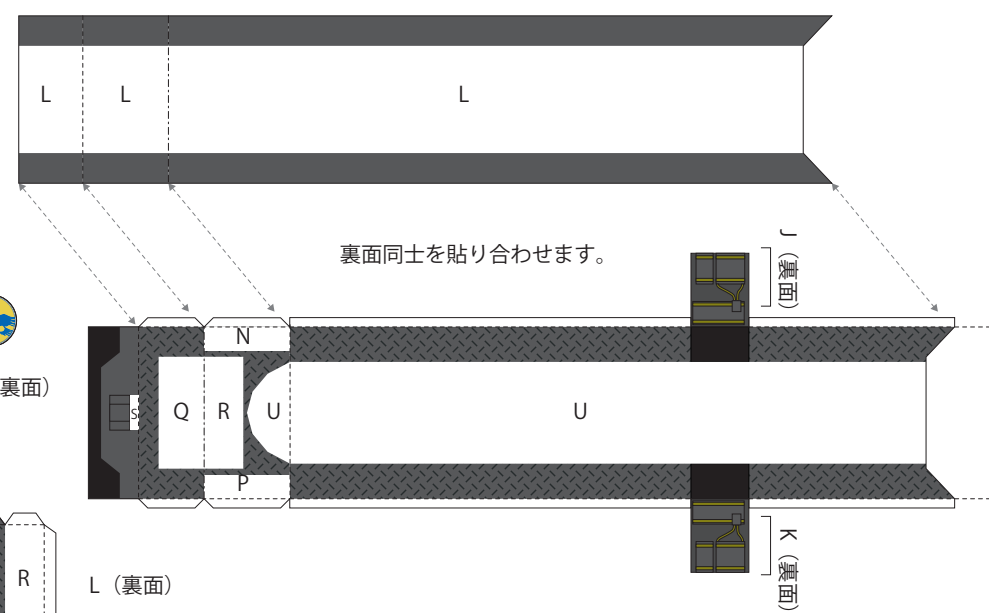 L L L
裏面同士を貼り合わせます。
J（裏面）
N
裏面）
S Q R U U
P
K（裏面）
R
L（裏面）